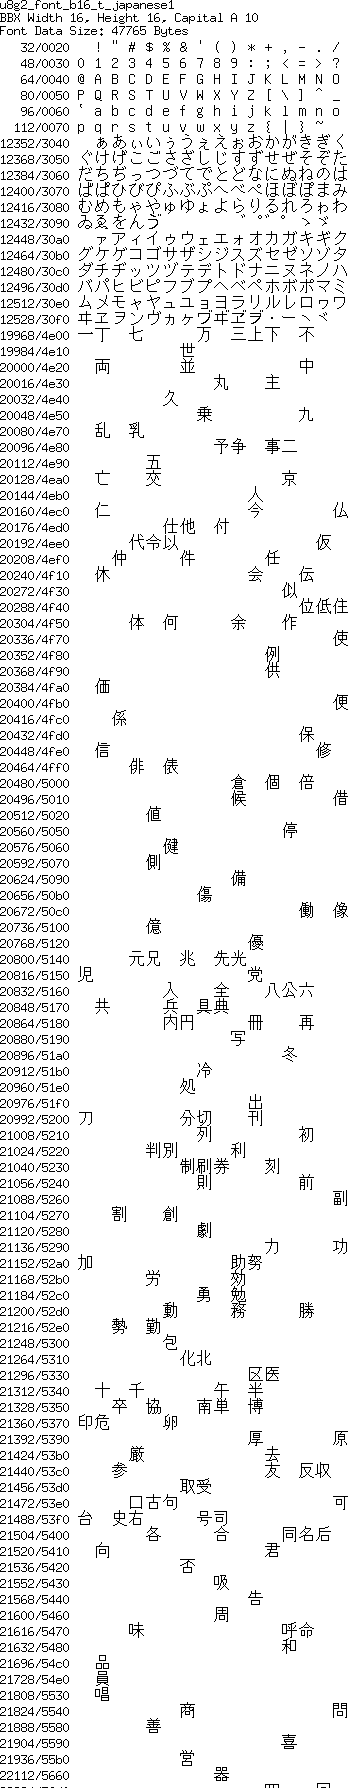 u8g2_font_b16_t_japanese1
BBX Width 16, Height 16, Capital A 10
Font Data Size: 47765 Bytes
32/0020 ! " # $ % & ' ( ) * + , - . /
48/0030 0 1 2 3 4 5 6 7 8 9 : ; < = > ?
64/0040 @ A B C D E F G H I J K L M N O
80/0050 P Q R S T U V W X Y Z [ \ ] ^ _
96/0060 ` a b c d e f g h i j k l m n o
112/0070 p q r s t u v w x y z { | } ~
12352/3040 ぁあぃいぅうぇえぉおかがきぎく
12368/3050 ぐけげこごさざしじすずせぜそぞた
12384/3060 だちぢっつづてでとどなにぬねのは
12400/3070 ばぱひびぴふぶぷへべぺほぼぽまみ
12416/3080 むめもゃやゅゆょよらりるれろゎわ
12432/3090 ゐゑをんゔ ゛゜ゝゞ
12448/30a0 ァアィイゥウェエォオカガキギク
12464/30b0 グケゲコゴサザシジスズセゼソゾタ
12480/30c0 ダチヂッツヅテデトドナニヌネノハ
12496/30d0 バパヒビピフブプヘベペホボポマミ
12512/30e0 ムメモャヤュユョヨラリルレロヮワ
12528/30f0 ヰヱヲンヴヵヶヷヸヹヺ・ーヽヾ
19968/4e00 一丁 七 万 三上下 不
19984/4e10 世
20000/4e20 両 並 中
20016/4e30 丸 主
20032/4e40 久
20048/4e50 乗 九
20080/4e70 乱 乳
20096/4e80 予争 事二
20112/4e90 五
20128/4ea0 亡 交 京
20144/4eb0 人
20160/4ec0 仁 今 仏
20176/4ed0 仕他 付
20192/4ee0 代令以 仮
20208/4ef0 仲 件 任
20240/4f10 休 会 伝
20272/4f30 似
20288/4f40 位低住
20304/4f50 体 何 余 作
20336/4f70 使
20352/4f80 例
20368/4f90 供
20384/4fa0 価
20400/4fb0 便
20416/4fc0 係
20432/4fd0 保
20448/4fe0 信 修
20464/4ff0 俳 俵
20480/5000 倉 個 倍
20496/5010 候 借
20512/5020 値
20560/5050 停
20576/5060 健
20592/5070 側
20624/5090 備
20656/50b0 傷
20672/50c0 働 像
20736/5100 億
20768/5120 優
20800/5140 元兄 兆 先光
20816/5150 児 党
20832/5160 入 全 八公六
20848/5170 共 兵 具典
20864/5180 内円 冊 再
20880/5190 写
20896/51a0 冬
20912/51b0 冷
20960/51e0 処
20976/51f0 出
20992/5200 刀 分切 刊
21008/5210 列 初
21024/5220 判別 利
21040/5230 制刷券 刻
21056/5240 則 前
21088/5260 副
21104/5270 割 創
21120/5280 劇
21136/5290 力 功
21152/52a0 加 助努
21168/52b0 労 効
21184/52c0 勇 勉
21200/52d0 動 務 勝
21216/52e0 勢 勤
21248/5300 包
21264/5310 化北
21296/5330 区医
21312/5340 十 千 午 半
21328/5350 卒 協 南単 博
21360/5370 印危 卵
21392/5390 厚 原
21424/53b0 厳 去
21440/53c0 参 友 反収
21456/53d0 取受
21472/53e0 口古句 可
21488/53f0 台 史右 号司
21504/5400 各 合 同名后
21520/5410 向 君
21536/5420 否
21552/5430 吸
21568/5440 告
21600/5460 周
21616/5470 味 呼命
21632/5480 和
21696/54c0 品
21728/54e0 員
21808/5530 唱
21824/5540 商 問
21888/5580 善
21904/5590 喜
21936/55b0 営
22112/5660 器